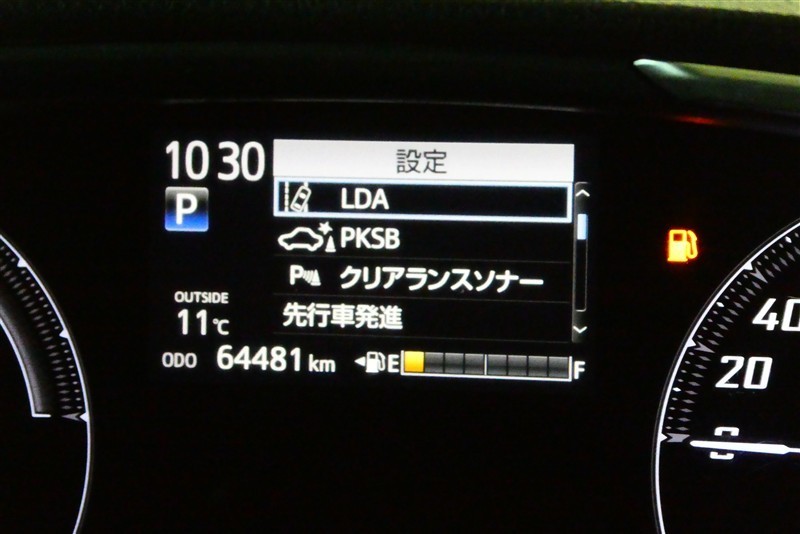 10 30 設定
P
LDA
PKSB
P クリアランスソナー
先行車発進
OUTSIDE
11℃
ODO 64481 km E F
40
20
0